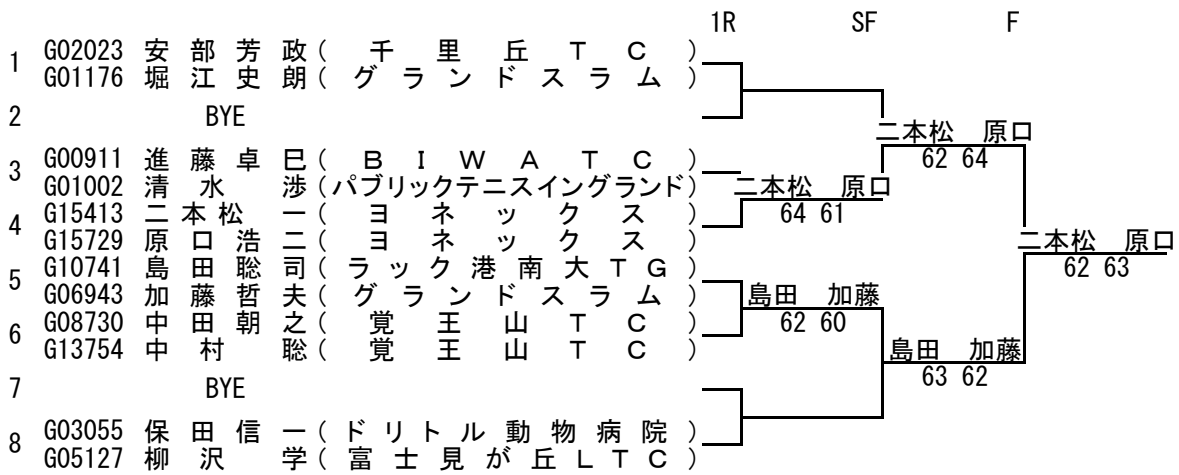 1R SF F
1 G02023 安部芳政(千里丘TC)
G01176 堀江史朗(グランドスラム)
2 BYE
二本松 原口
62 64
3 G00911 進藤卓巳(BIWATC)
G01002 清水 渉(パブリックテニスイングランド)
二本松 原口
64 61
4 G15413 二本松一(ヨネックス)
G15729 原口浩二(ヨネックス)
二本松 原口
62 63
5 G10741 島田聡司(ラック港南大TG)
G06943 加藤哲夫(グランドスラム)
島田 加藤
62 60
6 G08730 中田朝之(覚王山TC)
G13754 中村 聡(覚王山TC)
島田 加藤
63 62
7 BYE
8 G03055 保田信一(ドリトル動物病院)
G05127 柳沢 学(富士見が丘LTC)